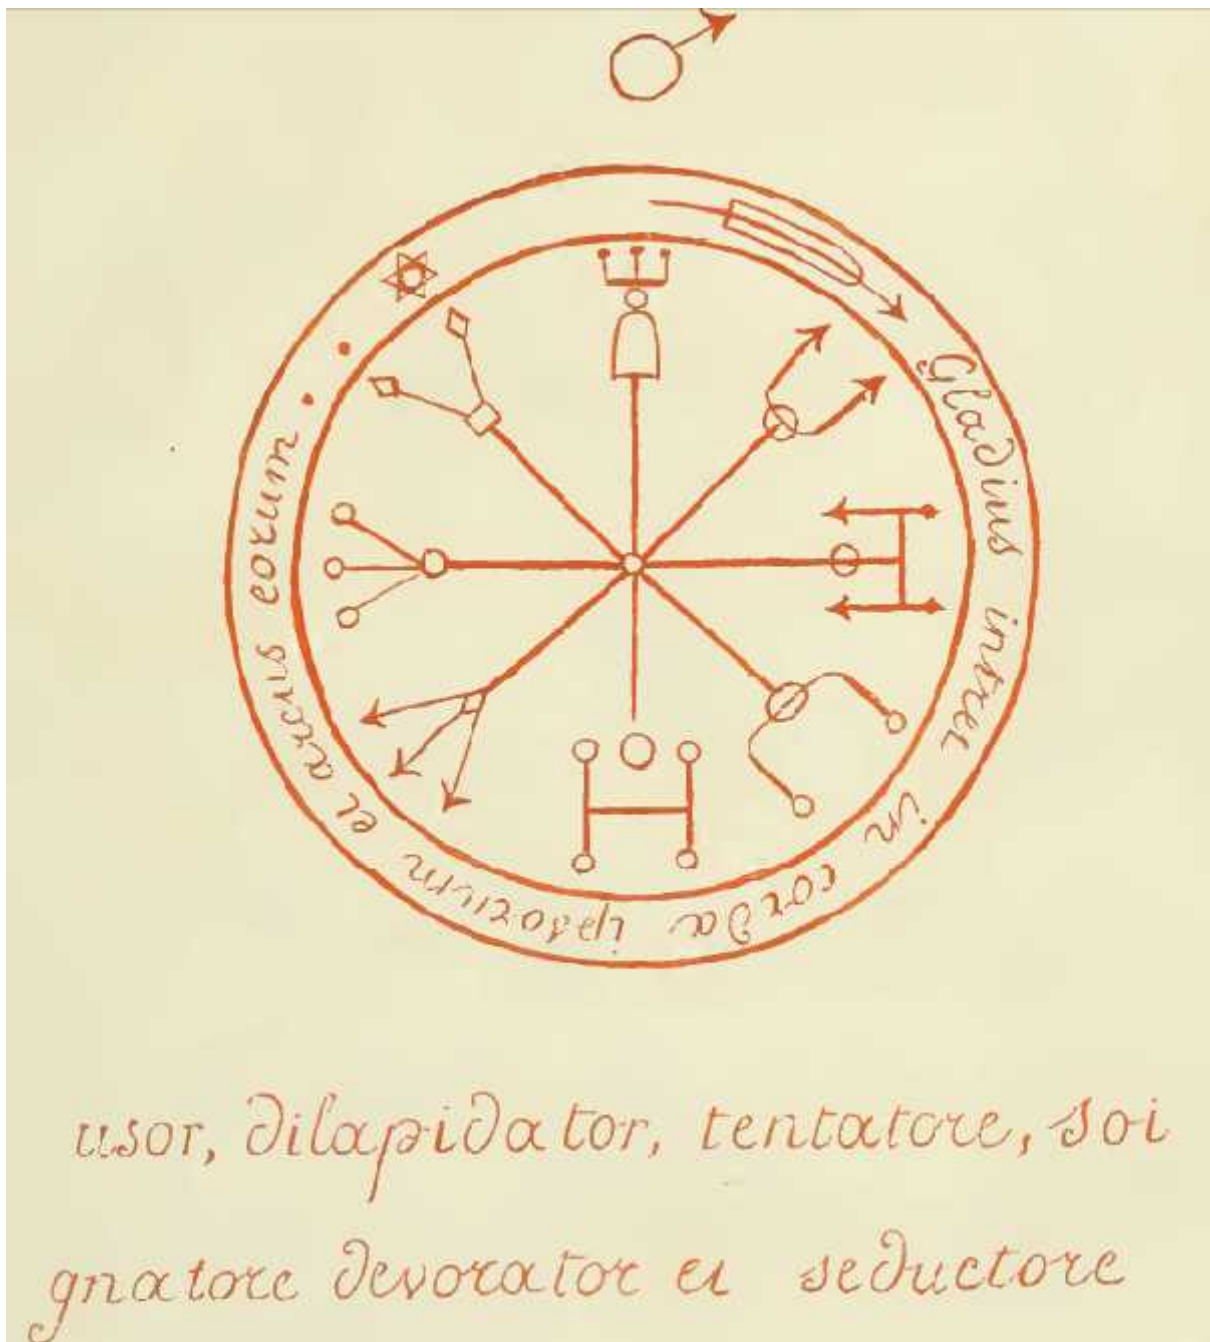 Gladius intret in corda ipsorum et arcus eorum
usor, dilapidator, tentatore, soi
gnatore devorator et seductore